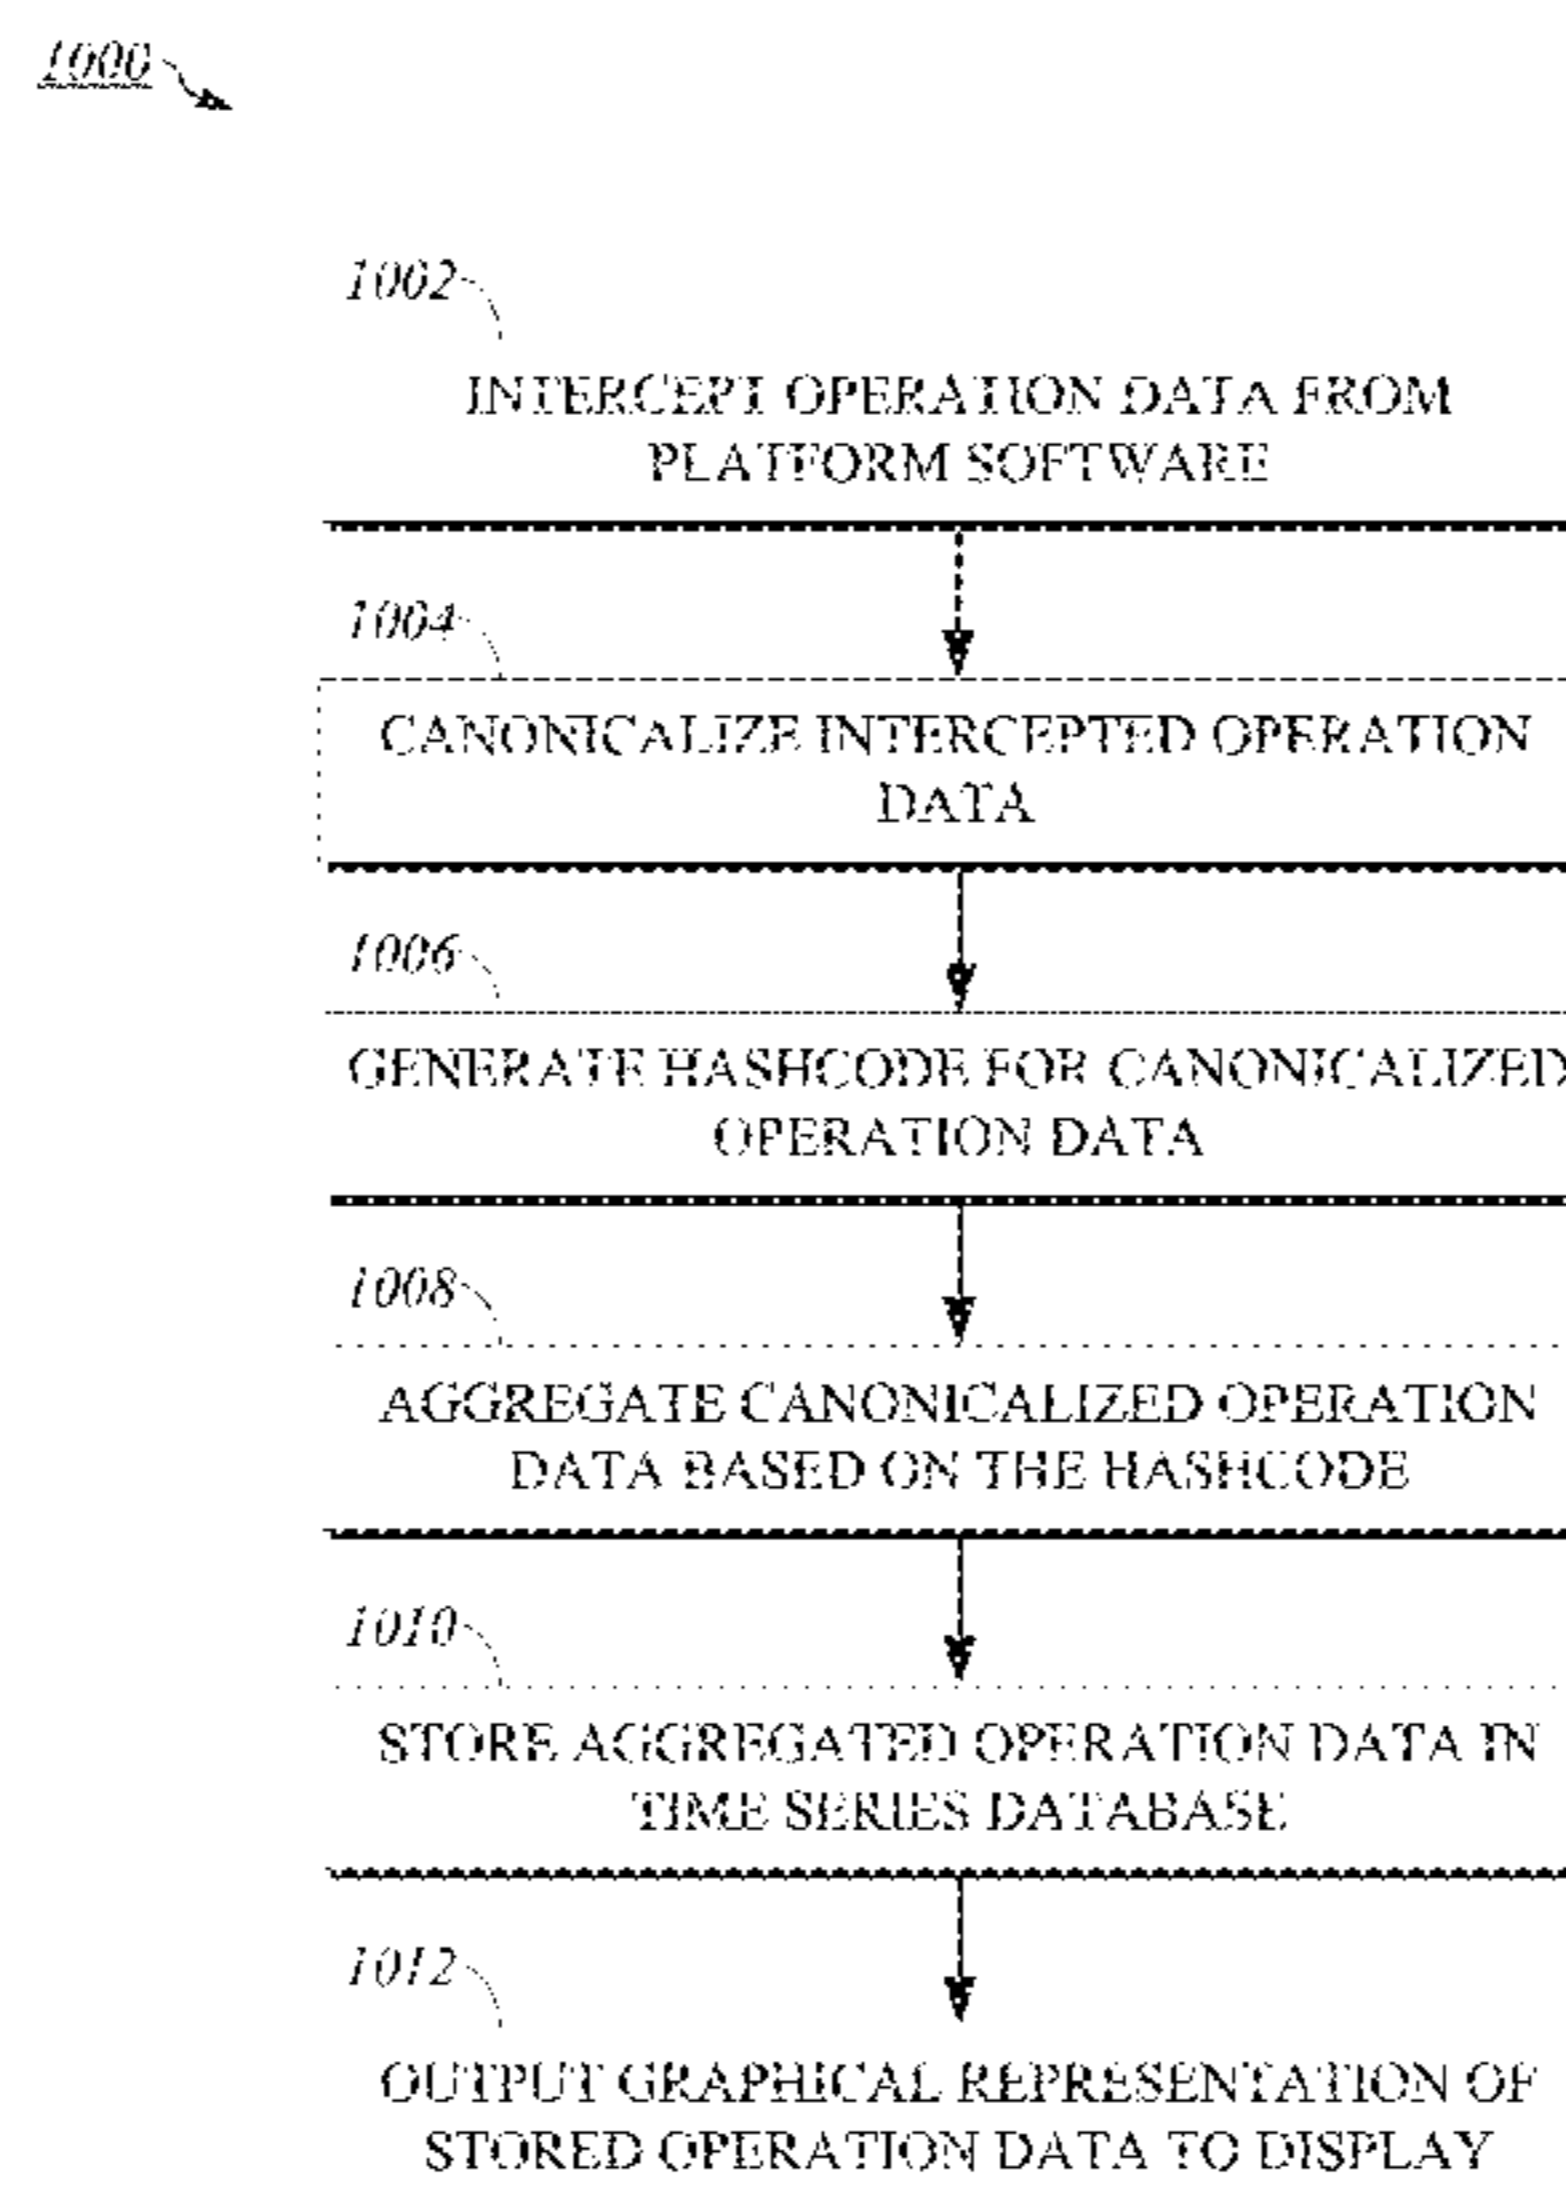 1000
1002
INTERCEPT OPERATION DATA FROM
PLATFORM SOFTWARE
1004
CANONICALIZE INTERCEPTED OPERATION
DATA
1006
GENERATE HASHCODE FOR CANONICALIZED
OPERATION DATA
1008
AGGREGATE CANONICALIZED OPERATION
DATA BASED ON THE HASHCODE
1010
STORE AGGREGATED OPERATION DATA IN
TIME SERIES DATABASE
1012
OUTPUT GRAPHICAL REPRESENTATION OF
STORED OPERATION DATA TO DISPLAY